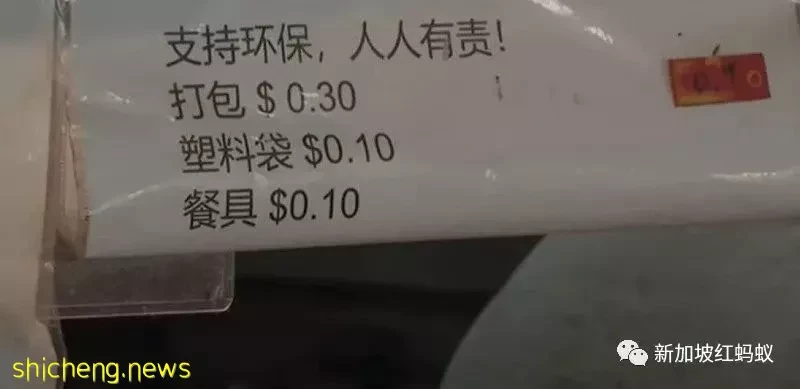 支持环保，人人有责!
打包 $ 0.30
塑料袋 $0.10
餐具 $0.10
shicheng.news
新加坡红蚂蚁